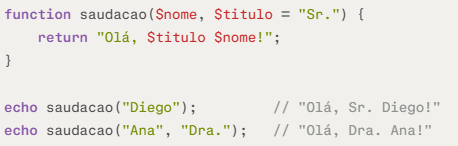 function saudacao($nome, $titulo = "Sr.") {
    return "Olá, $titulo $nome!";
}
echo saudacao("Diego");          // "Olá, Sr. Diego!"
echo saudacao("Ana", "Dra.");   // "Olá, Dra. Ana!"